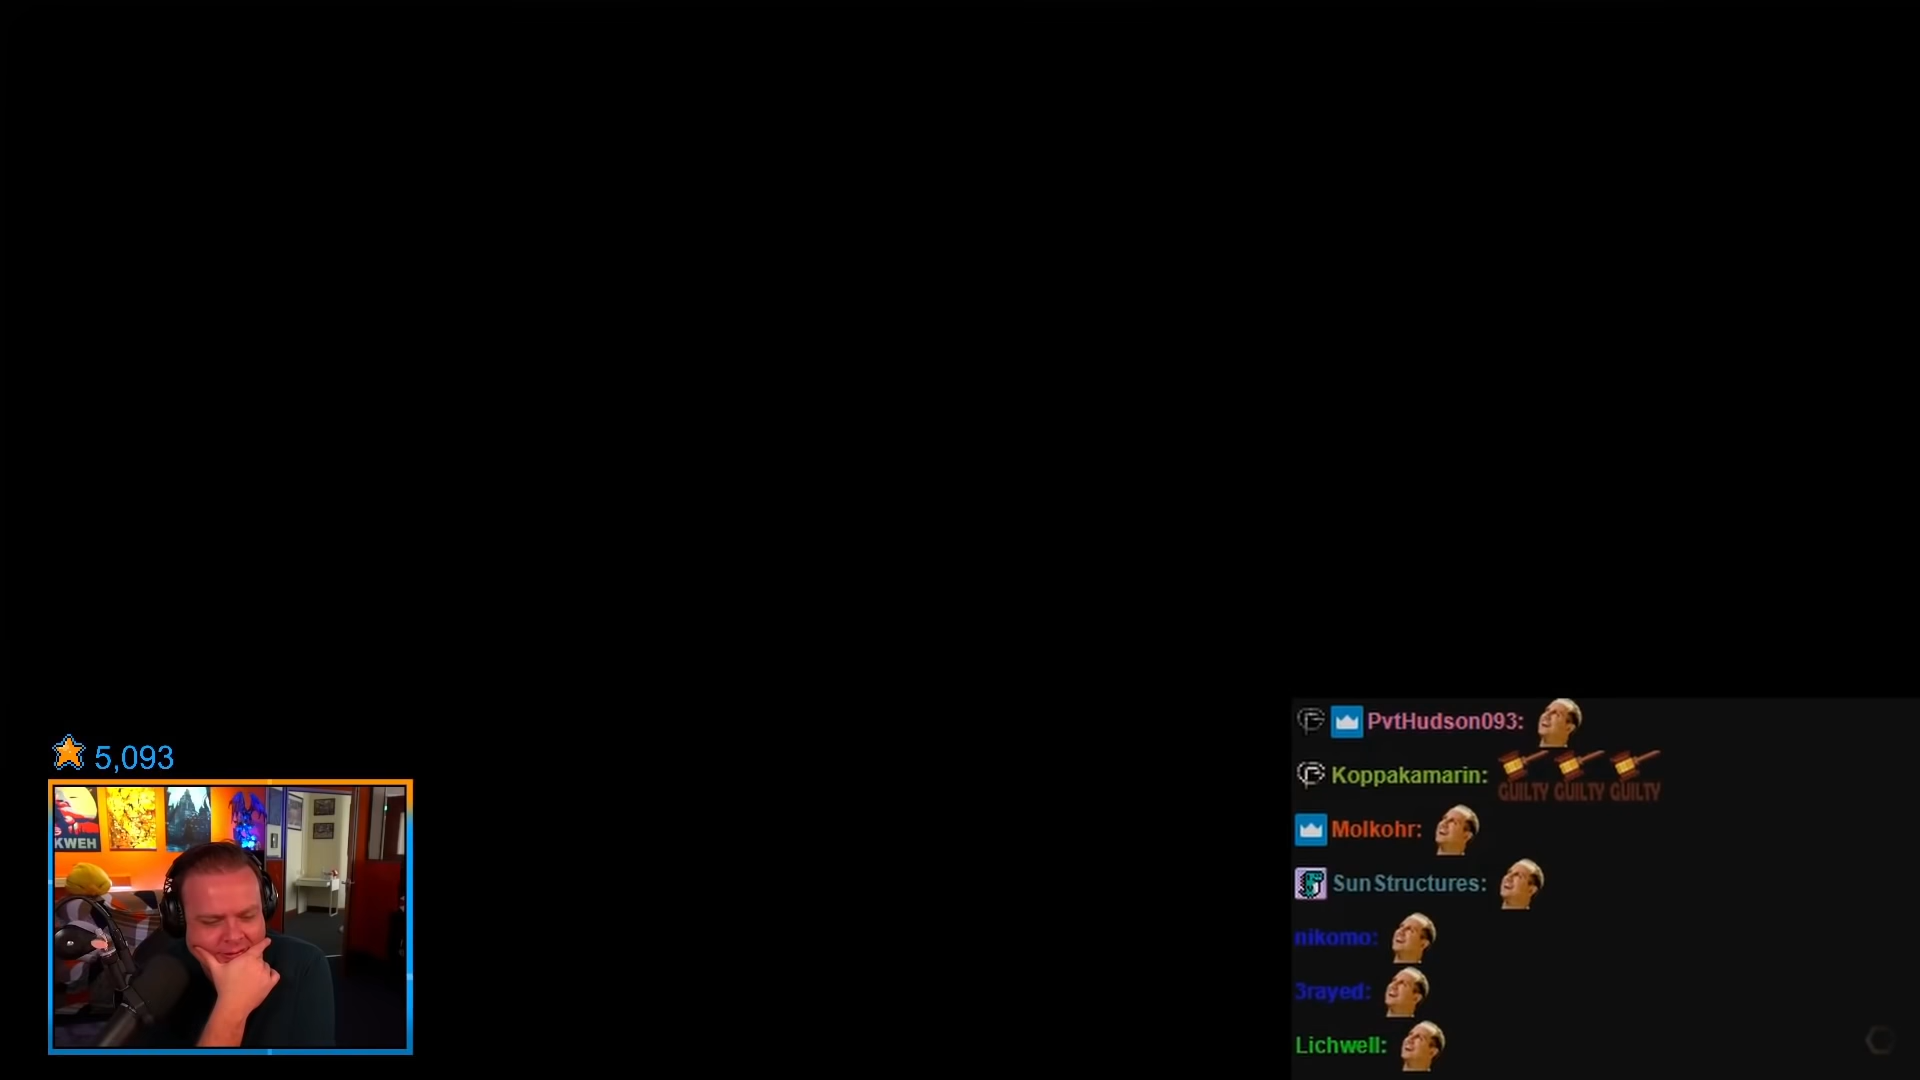 PvtHudson093:
Koppakamarin: GUILTY GUILTY GUILTY
Molkohr:
SunStructures:
nikomo:
3rayed:
Lichwell:
5,093
KWEH